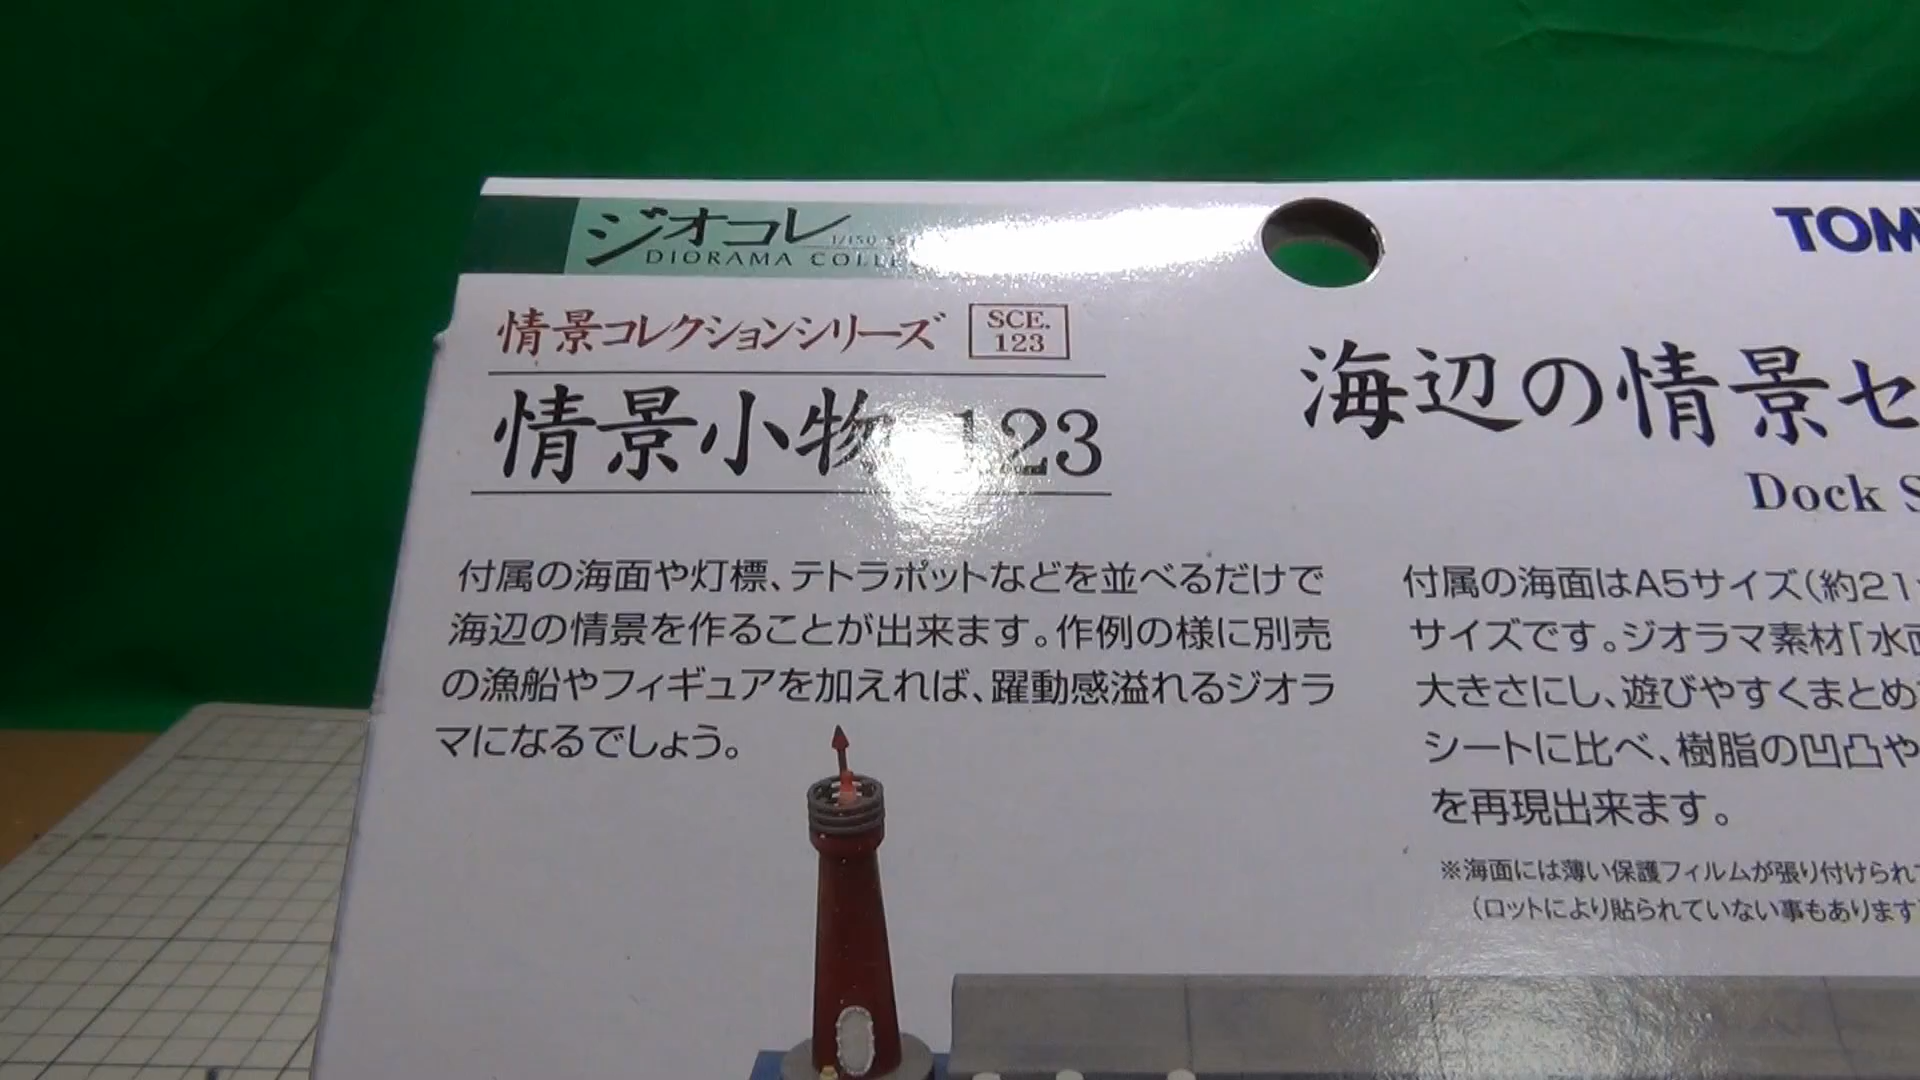 ジオコレ
1/150
DIORAMA
情景コレクションシリーズ
SCE.
123
情景小物 123
付属の海面や灯標、テトラポットなどを並べるだけで
海辺の情景を作ることが出来ます。作例の様に別売
の漁船やフィギュアを加えれば、躍動感溢れるジオラ
マになるでしょう。
TOM
海辺の情景セ
Dock S
付属の海面はA5サイズ(約21
サイズです。ジオラマ素材「水
大きさにし、遊びやすくまとめ
シートに比べ、樹脂の凹凸や
を再現出来ます。
※海面には薄い保護フィルムが張り付けられ
(ロットにより貼られていない事もあります